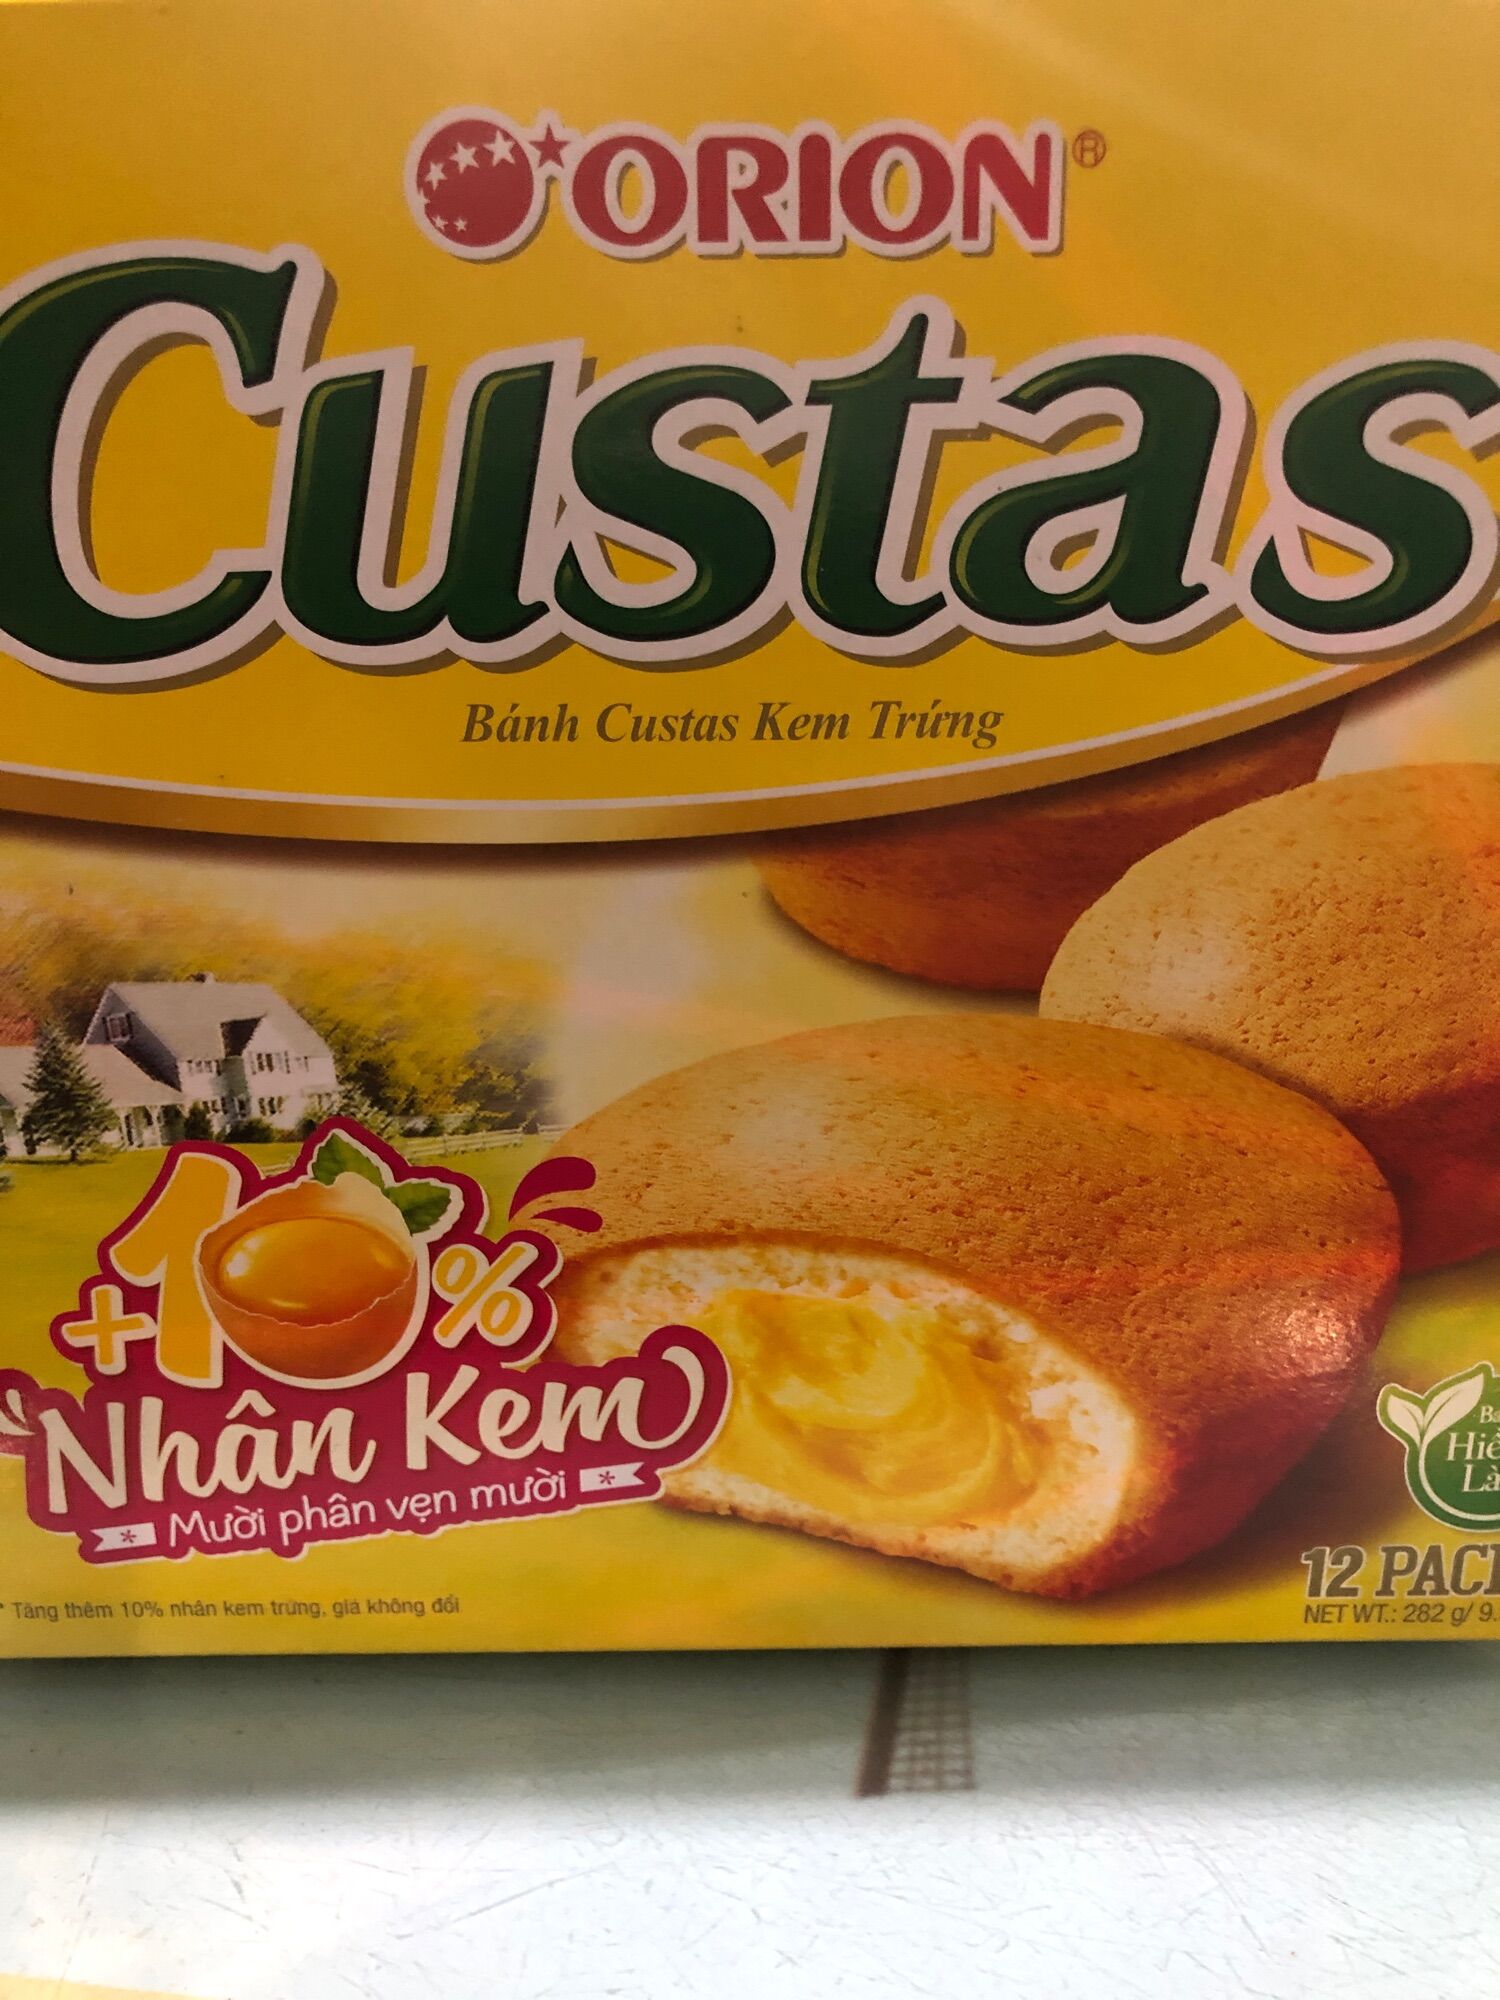 ORION®
Custas
Bánh Custas Kem Trứng
+10%
Nhân Kem
* Mười phân vẹn mười *
* Tăng thêm 10% nhân kem trứng, giá không đổi
12
NET WT.: 282 g/ 9.